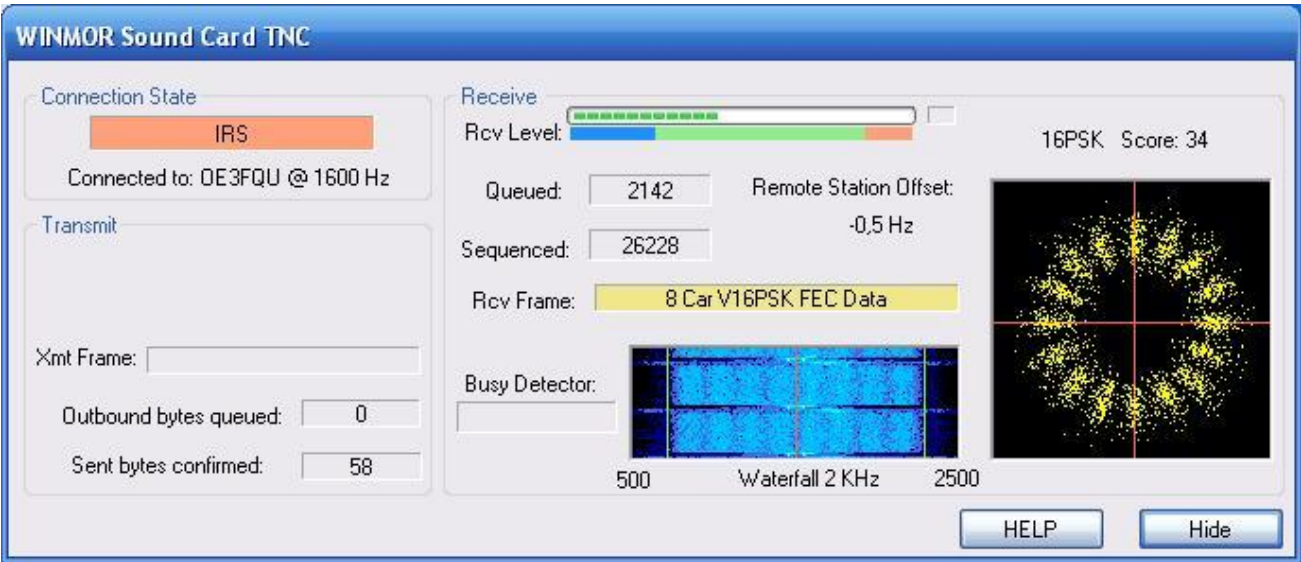 WINMOR Sound Card TNC
Connection State
IRS
Connected to: OE3FQU @ 1600 Hz
Transmit
Xmt Frame:
Outbound bytes queued: 0
Sent bytes confirmed: 58
Receive
Rcv Level:
Queued: 2142
Remote Station Offset:
-0,5 Hz
Sequenced: 26228
Rcv Frame: 8 Car V16PSK FEC Data
Busy Detector:
500 Waterfall 2 KHz 2500
16PSK Score: 34
HELP Hide